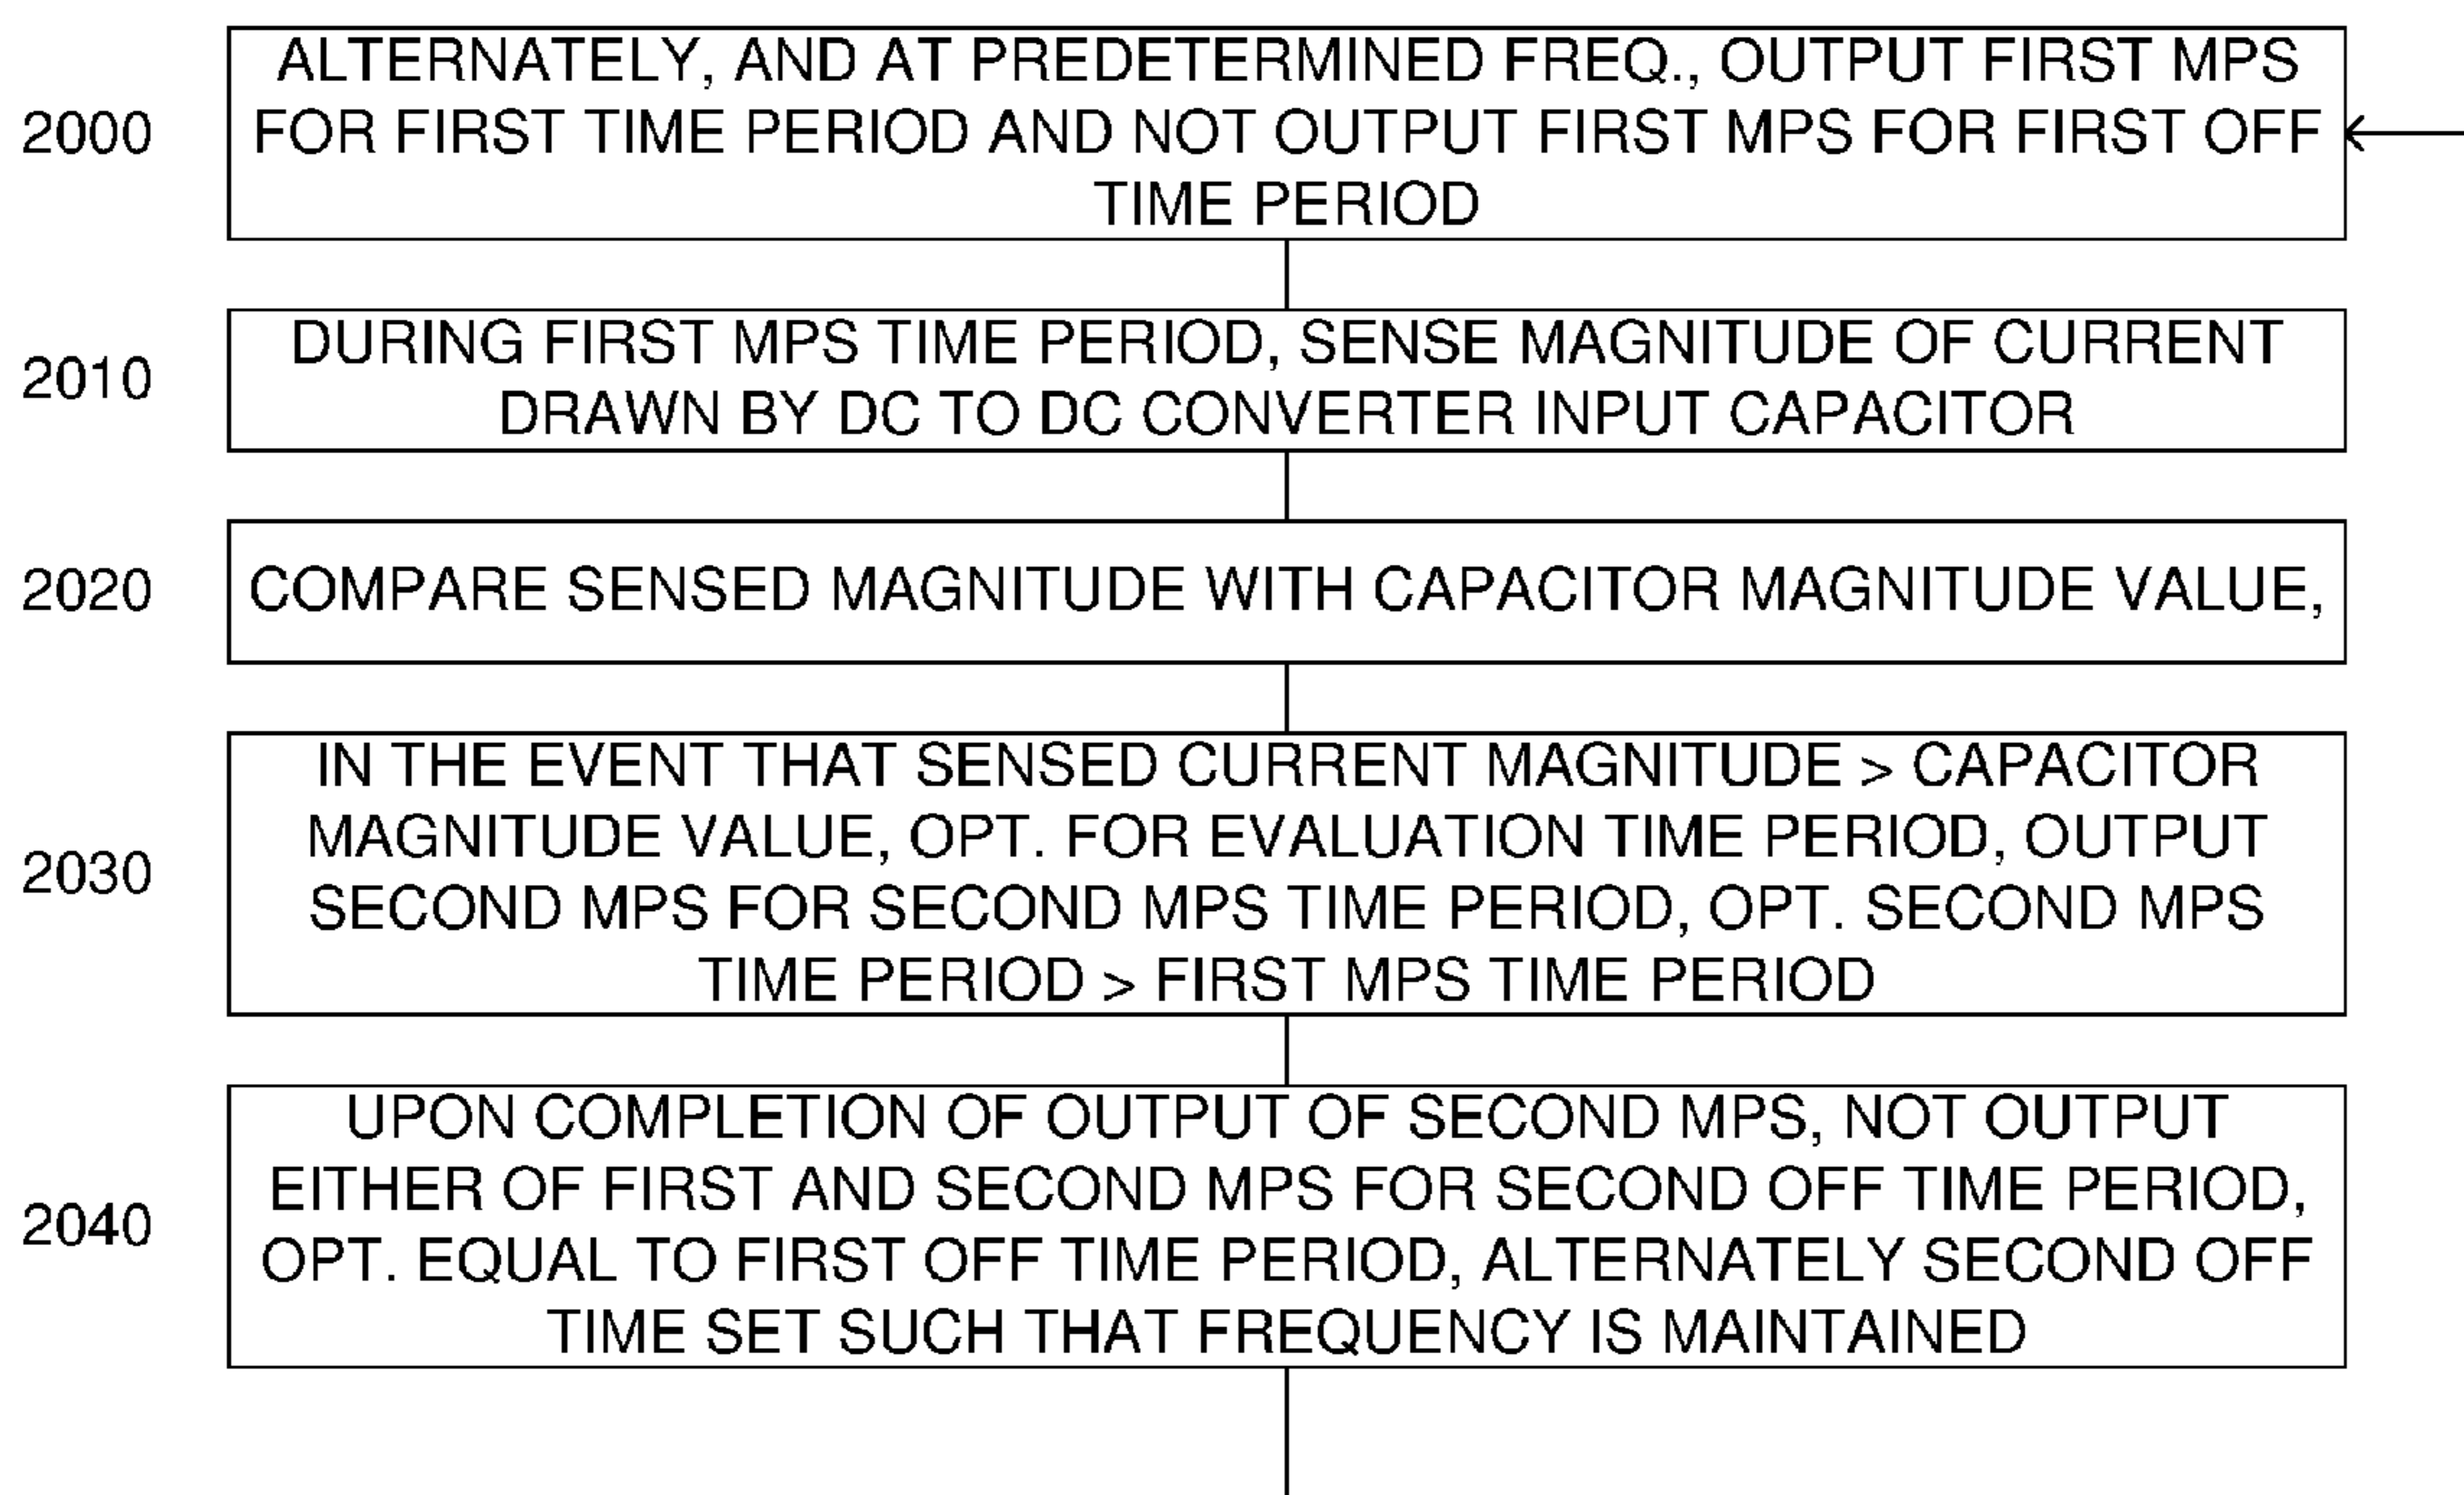 ALTERNATELY, AND AT PREDETERMINED FREQ., OUTPUT FIRST MPS
2000
FOR FIRST TIME PERIOD AND NOT OUTPUT FIRST MPS FOR FIRST OFF
TIME PERIOD
DURING FIRST MPS TIME PERIOD, SENSE MAGNITUDE OF CURRENT
2010
DRAWN BY DC TO DC CONVERTER INPUT CAPACITOR
2020
COMPARE SENSED MAGNITUDE WITH CAPACITOR MAGNITUDE VALUE,
IN THE EVENT THAT SENSED CURRENT MAGNITUDE > CAPACITOR
MAGNITUDE VALUE, OPT. FOR EVALUATION TIME PERIOD, OUTPUT
2030
SECOND MPS FOR SECOND MPS TIME PERIOD, OPT. SECOND MPS
TIME PERIOD > FIRST MPS TIME PERIOD
UPON COMPLETION OF OUTPUT OF SECOND MPS, NOT OUTPUT
EITHER OF FIRST AND SECOND MPS FOR SECOND OFF TIME PERIOD,
2040
OPT. EQUAL TO FIRST OFF TIME PERIOD, ALTERNATELY SECOND OFF
TIME SET SUCH THAT FREQUENCY IS MAINTAINED